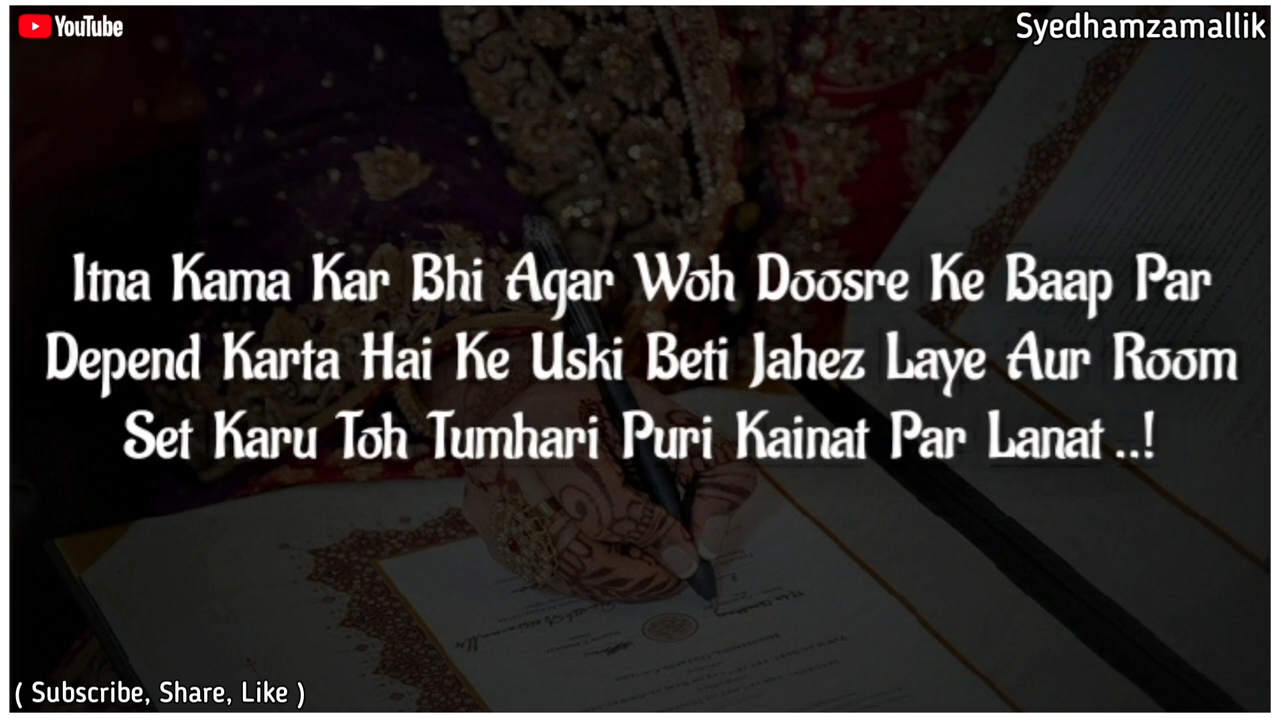 YouTube
Syedhamzamallik
Itna Kama Kar Bhi Agar Woh Doosre Ke Baap Par
Depend Karta Hai Ke Uski Beti Jahez Laye Aur Room
Set Karu Toh Tumhari Puri Kainat Par Lanat ..!
( Subscribe, Share, Like )